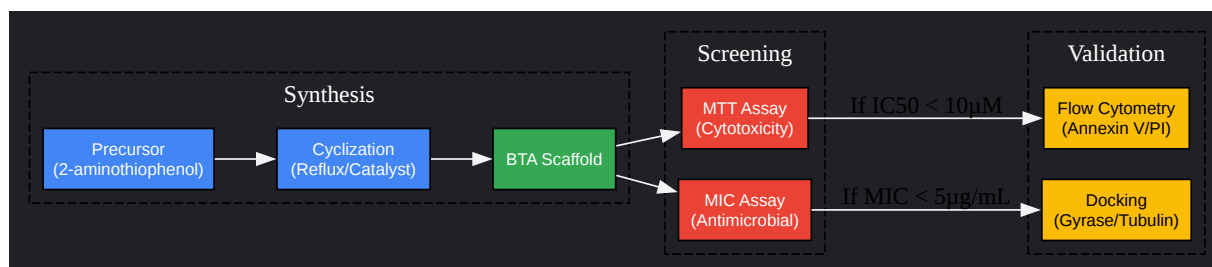 Synthesis
Precursor
(2-aminothiophenol)
Cyclization
(Reflux/Catalyst)
BTA Scaffold
Screening
MTT Assay
(Cytotoxicity)
MIC Assay
(Antimicrobial)
If IC50 < 10µM
If MIC < 5µg/mL
Validation
Flow Cytometry
(Annexin V/PI)
Docking
(Gyrase/Tubulin)